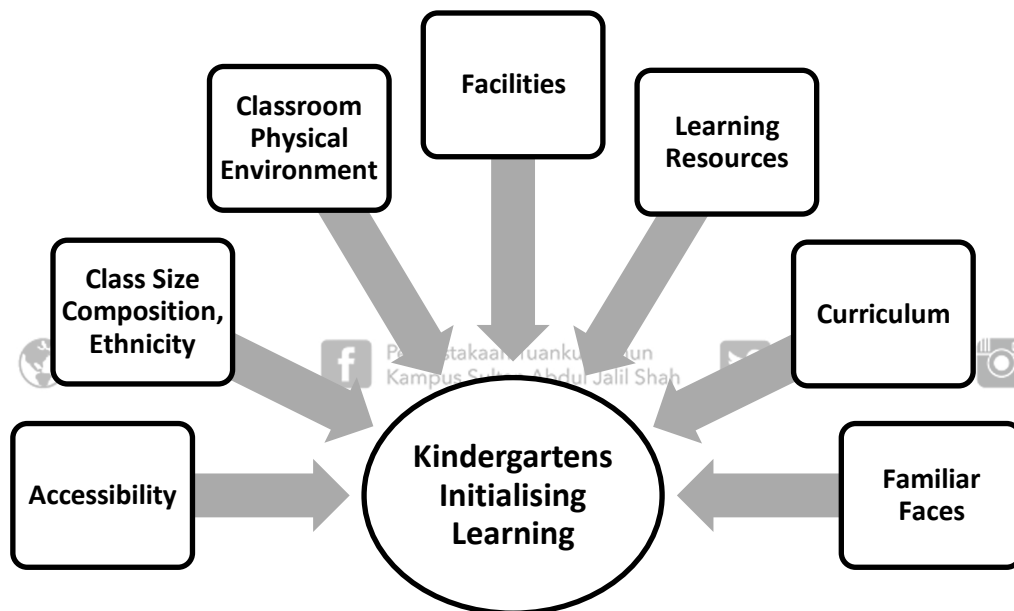 Facilities
Classroom
Physical
Environment
Learning
Resources
Class Size
Composition,
Ethnicity
Curriculum
Kampus Sultan Abdul Jalil Shah
Kindergartens
Initialising
Learning
Accessibility
Familiar
Faces